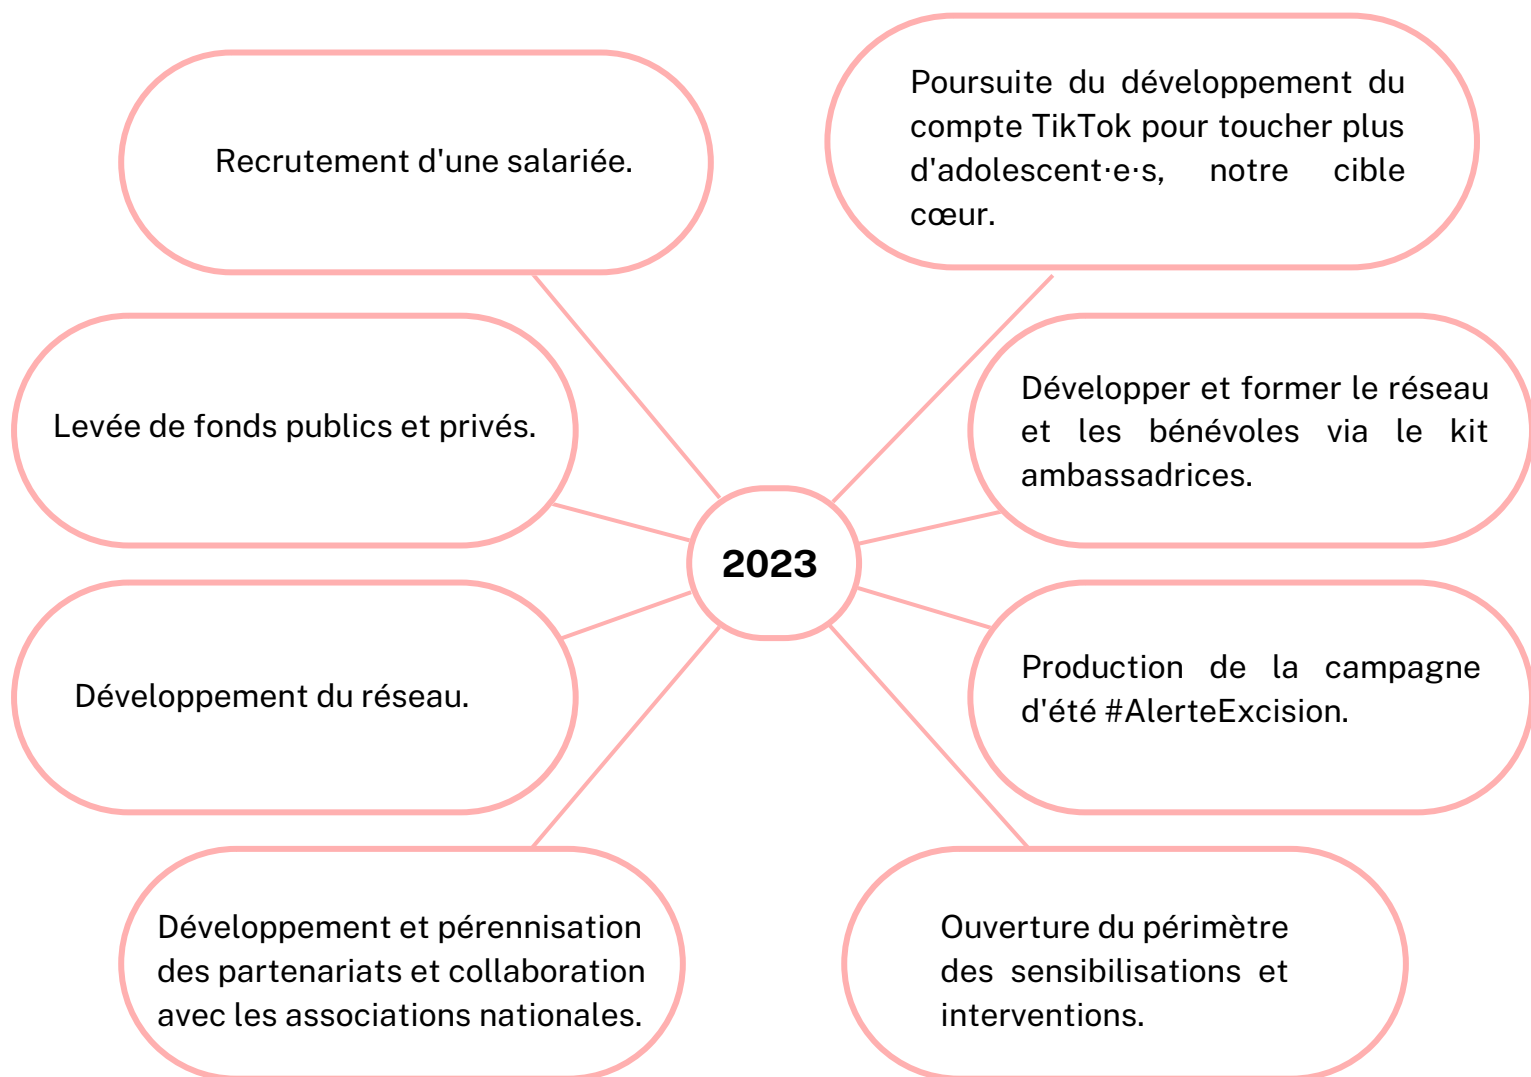 Recrutement d'une salariée.
Poursuite du développement du
compte TikTok pour toucher plus
d'adolescent·e·s, notre cible
cœur.
Levée de fonds publics et privés.
Développer et former le réseau
et les bénévoles via le kit
ambassadrices.
2023
Développement du réseau.
Production de la campagne
d'été #AlerteExcision.
Développement et pérennisation
des partenariats et collaboration
avec les associations nationales.
Ouverture du périmètre
des sensibilisations et
interventions.